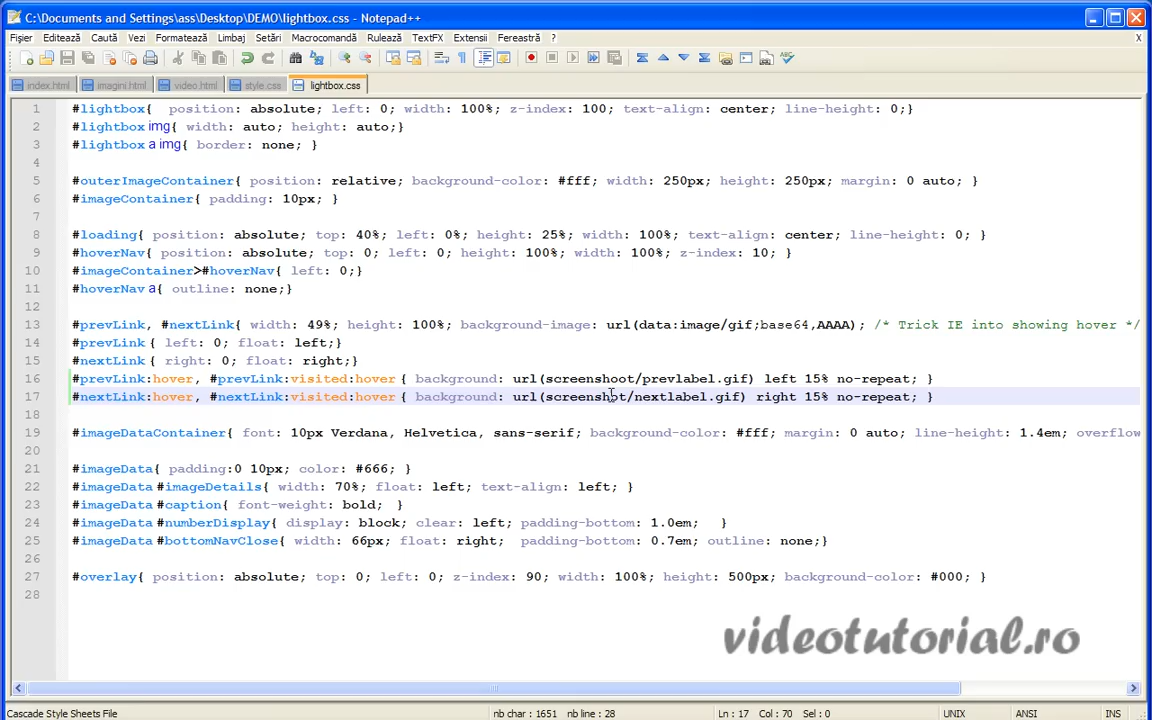 C:\Documents and Settings\ass\Desktop\DEMO\lightbox.css - Notepad++
Fişier Editează Caută Vezi Formatează Limbaj Setări Macrocomandă Rulează TextFX Extensii Fereastră ? X
index.html imagini.html video.html style.css lightbox.css
1 #lightbox{ position: absolute; left: 0; width: 100%; z-index: 100; text-align: center; line-height: 0;}
2 #lightbox img{ width: auto; height: auto;}
3 #lightbox a img{ border: none; }
4
5 #outerImageContainer{ position: relative; background-color: #fff; width: 250px; height: 250px; margin: 0 auto; }
6 #imageContainer{ padding: 10px; }
7
8 #loading{ position: absolute; top: 40%; left: 0%; height: 25%; width: 100%; text-align: center; line-height: 0; }
9 #hoverNav{ position: absolute; top: 0; left: 0; height: 100%; width: 100%; z-index: 10; }
10 #imageContainer>#hoverNav{ left: 0;}
11 #hoverNav a{ outline: none;}
12
13 #prevLink, #nextLink{ width: 49%; height: 100%; background-image: url(data:image/gif;base64,AAAA); /* Trick IE into showing hover */
14 #prevLink { left: 0; float: left;}
15 #nextLink { right: 0; float: right;}
16 #prevLink:hover, #prevLink:visited:hover { background: url(screenshoot/prevlabel.gif) left 15% no-repeat; }
17 #nextLink:hover, #nextLink:visited:hover { background: url(screenshot/nextlabel.gif) right 15% no-repeat; }
18
19 #imageDataContainer{ font: 10px Verdana, Helvetica, sans-serif; background-color: #fff; margin: 0 auto; line-height: 1.4em; overflow
20
21 #imageData{ padding:0 10px; color: #666; }
22 #imageData #imageDetails{ width: 70%; float: left; text-align: left; }
23 #imageData #caption{ font-weight: bold; }
24 #imageData #numberDisplay{ display: block; clear: left; padding-bottom: 1.0em; }
25 #imageData #bottomNavClose{ width: 66px; float: right; padding-bottom: 0.7em; outline: none;}
26
27 #overlay{ position: absolute; top: 0; left: 0; z-index: 90; width: 100%; height: 500px; background-color: #000; }
28
videotutorial.ro
Cascade Style Sheets File nb char : 1651 nb line : 28 Ln : 17 Col : 70 Sel : 0 UNIX ANSI INS